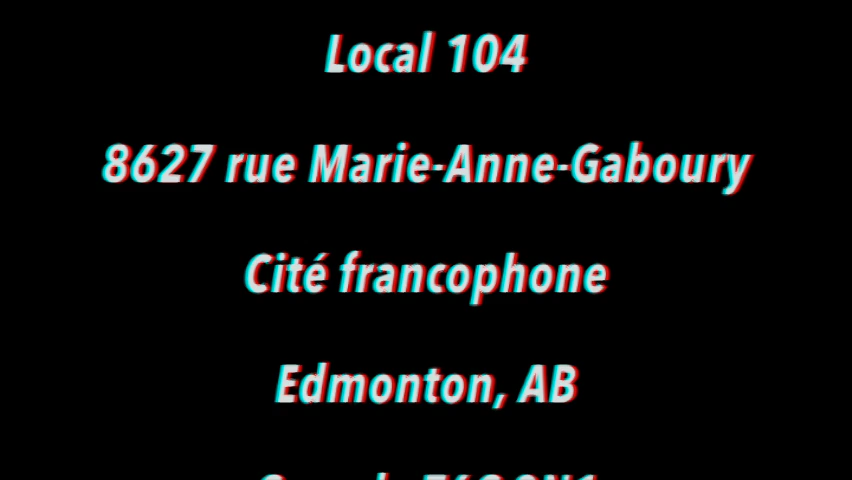 Local 104
8627 rue Marie-Anne-Gaboury
Cité francophone
Edmonton, AB